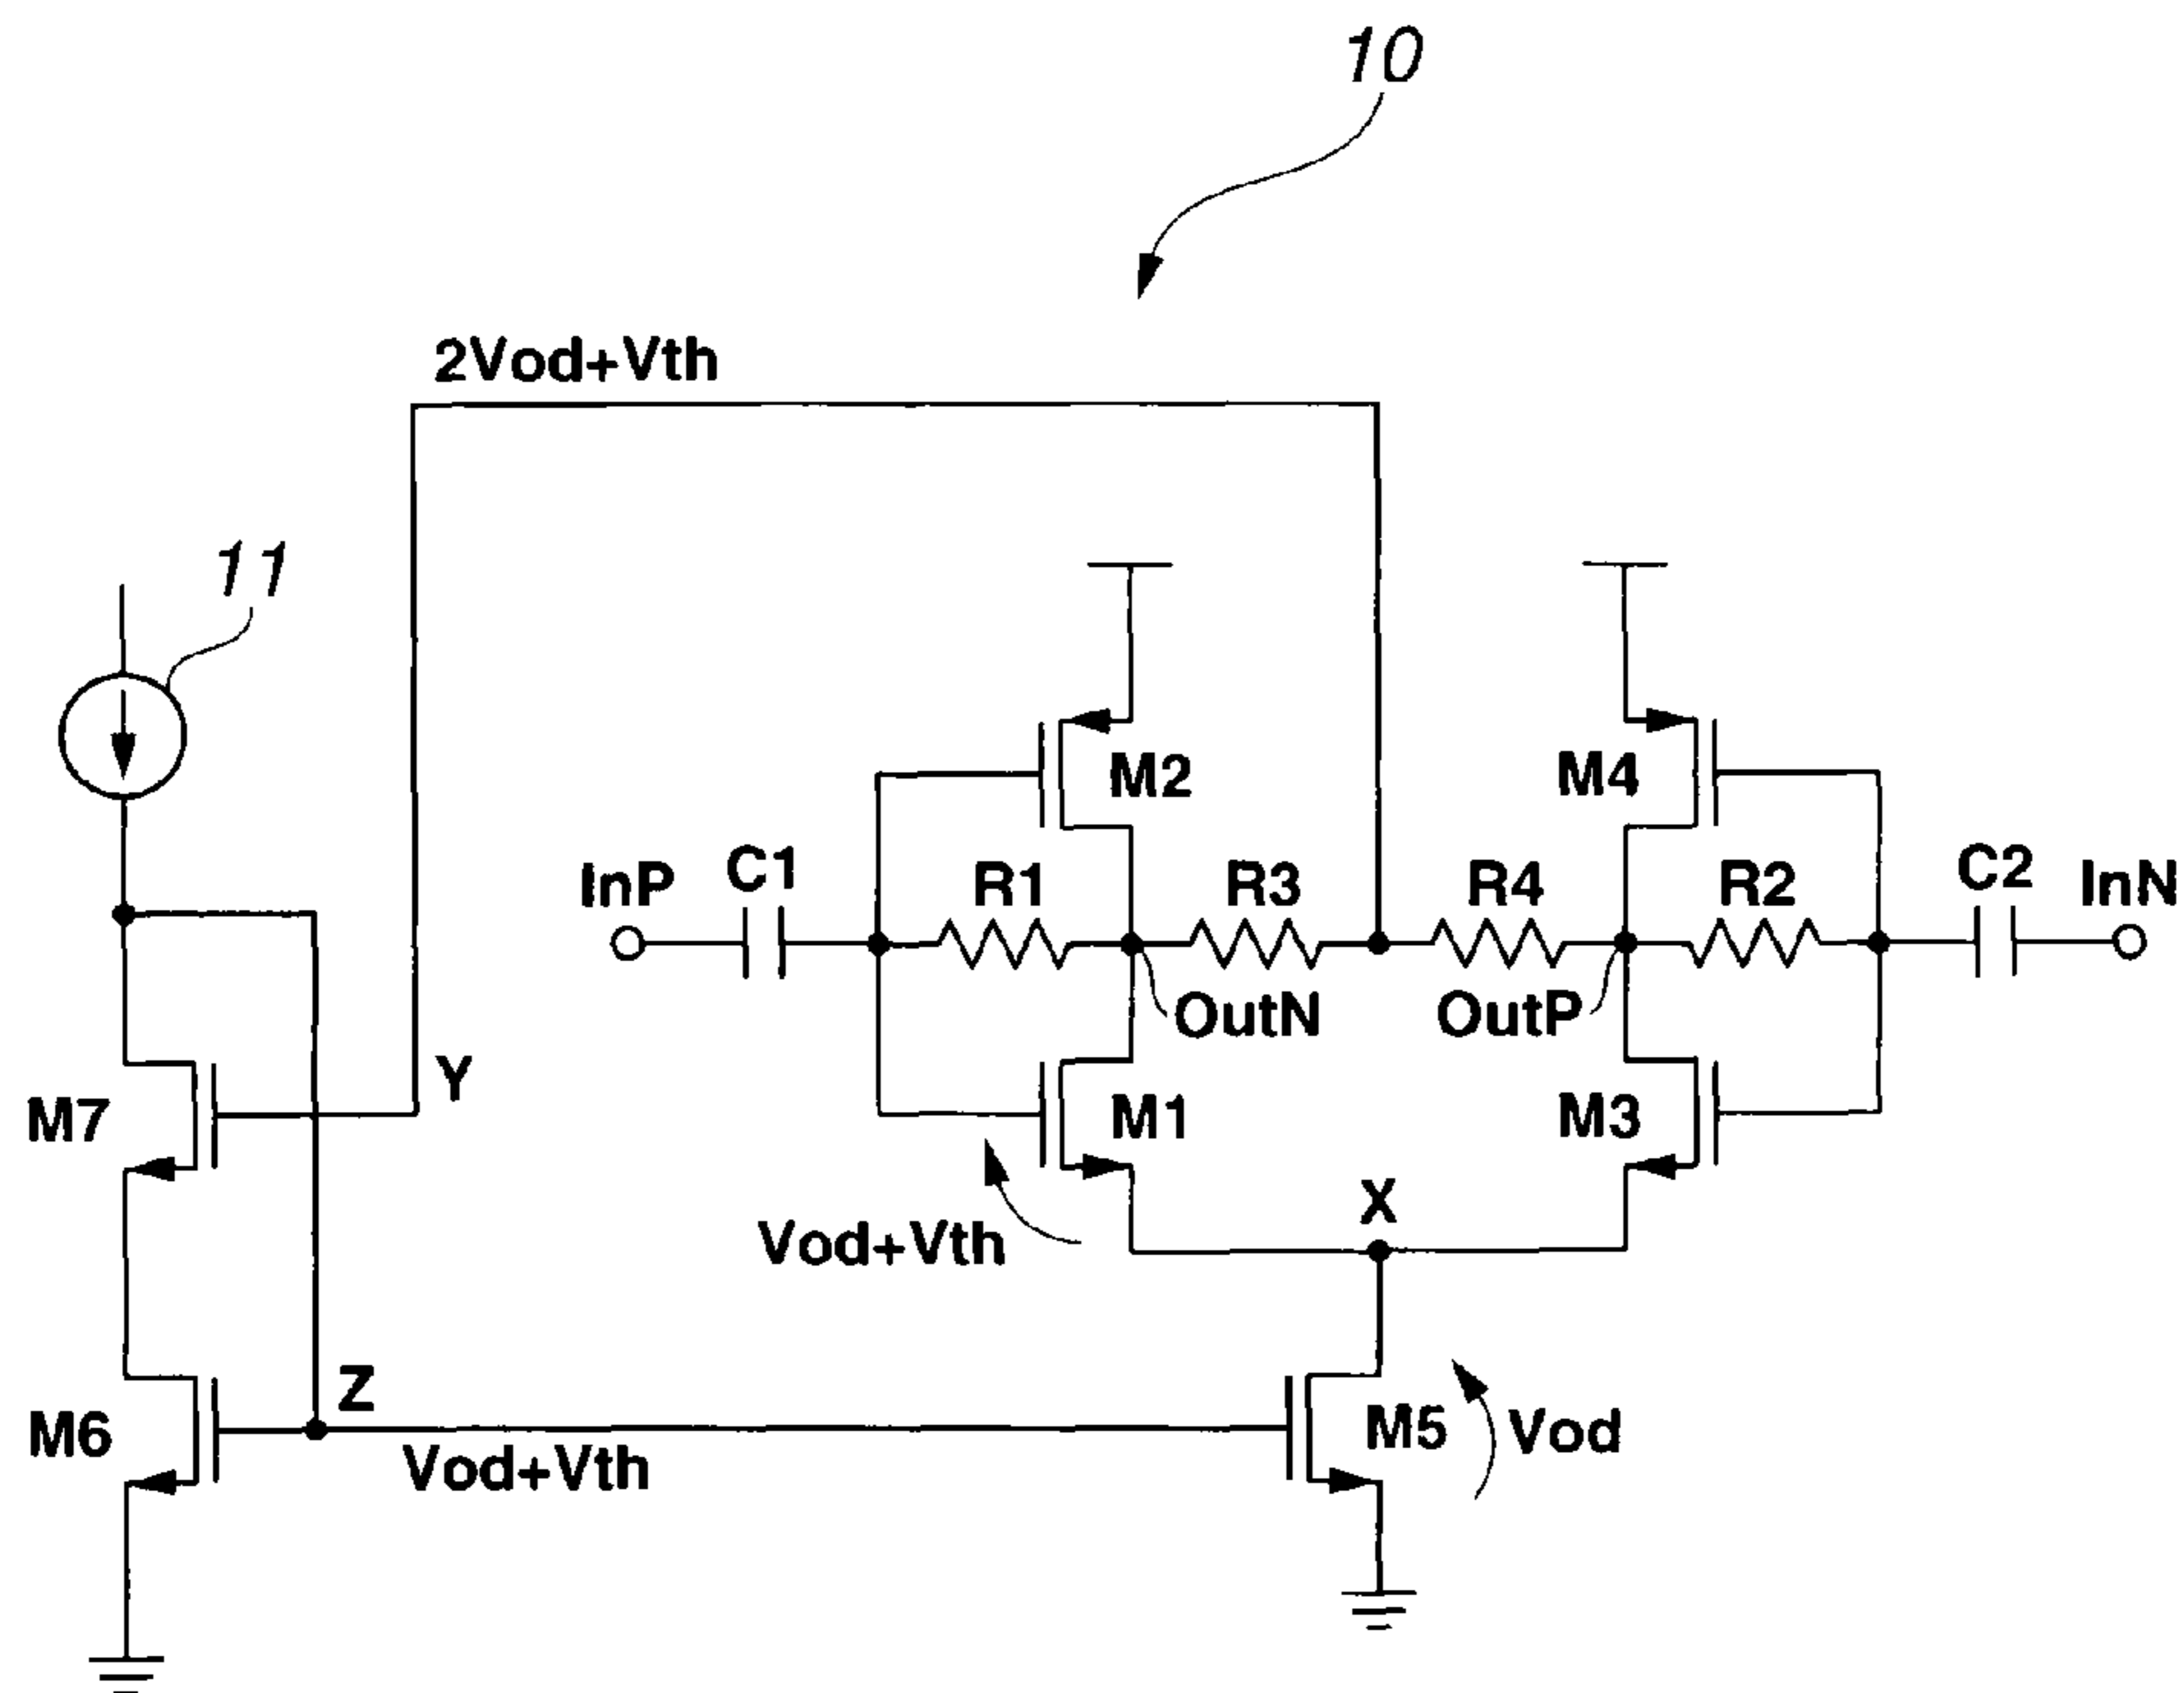 10
2Vod+Vth
11
M2
M4
InP
C1
R1
R3
R4
R2
C2
InN
OutN
OutP
Y
M7
M1
M3
X
Vod+Vth
Z
M6
Vod+Vth
M5
Vod